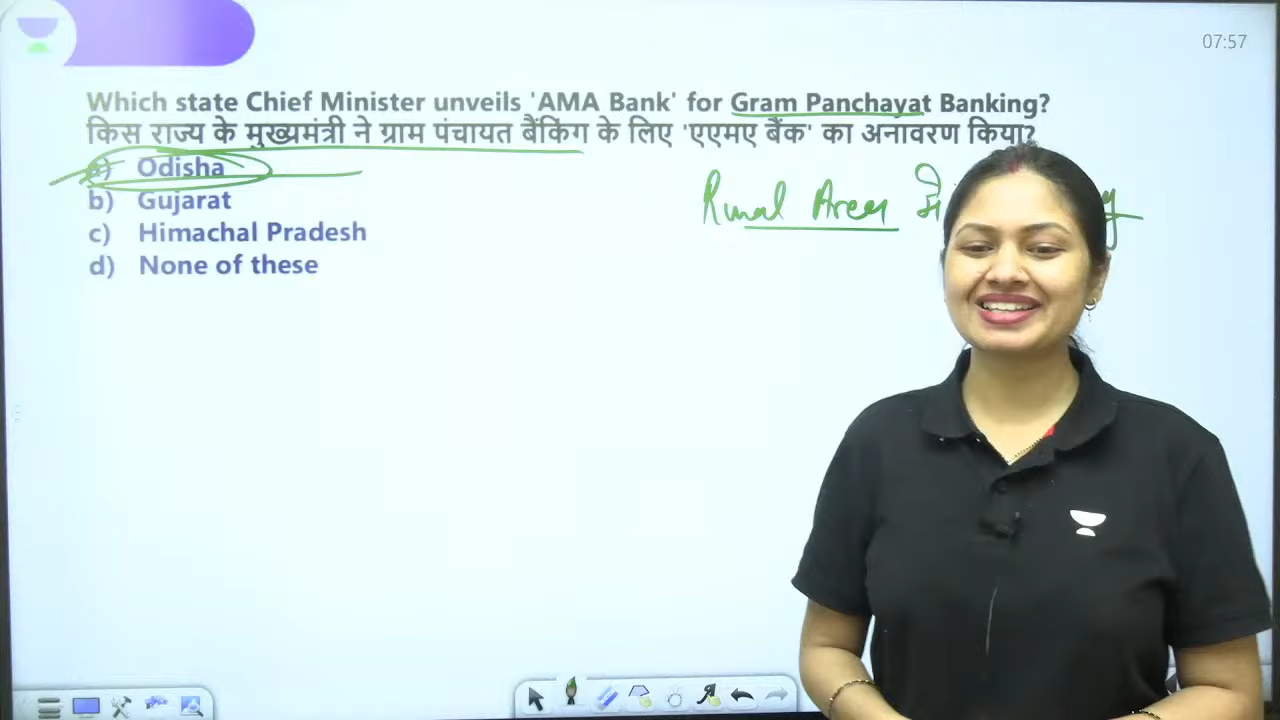 07:57
Which state Chief Minister unveils 'AMA Bank' for Gram Panchayat Banking?
किस राज्य के मुख्यमंत्री ने ग्राम पंचायत बैंकिंग के लिए 'एएमए बैंक' का अनावरण किया?
a) Odisha
b) Gujarat
c) Himachal Pradesh
d) None of these
Rural Area में